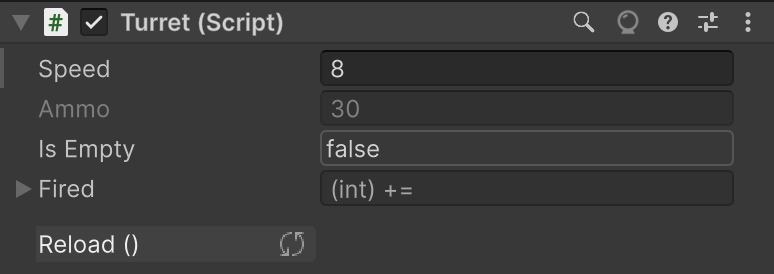 # Turret (Script)
Speed 8
Ammo 30
Is Empty false
Fired (int) +=
Reload ()